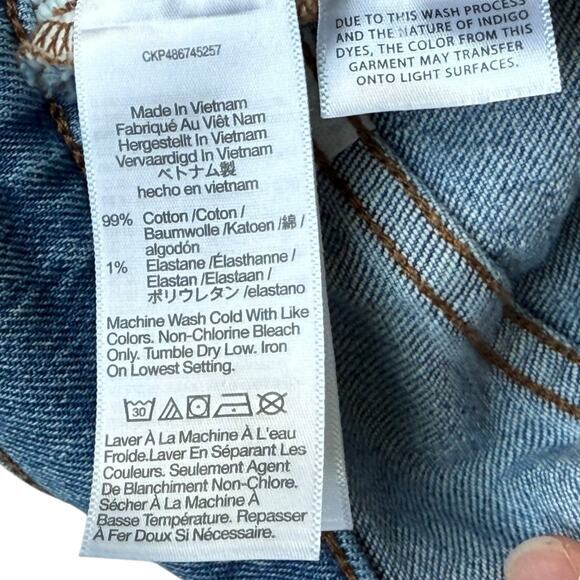 CKP486745257
Made In Vietnam
Fabriqué Au Viêt Nam
Hergestellt In Vietnam
Vervaardigd In Vietnam
ベトナム製
hecho en vietnam
99% Cotton /Coton /
Baumwolle /Katoen /綿 /
algodón
1% Elastane /Élasthanne /
Elastan /Elastaan /
ポリウレタン /elastano
Machine Wash Cold With Like
Colors. Non-Chlorine Bleach
Only. Tumble Dry Low. Iron
On Lowest Setting.
30
Laver À La Machine À L'eau
Froide.Laver En Séparant Les
Couleurs. Seulement Agent
De Blanchiment Non-Chloré.
Sécher À La Machine À
Basse Température. Repasser
À Fer Doux Si Nécessaire.
DUE TO THIS WASH PROCESS
AND THE NATURE OF INDIGO
DYES, THE COLOR FROM THIS
GARMENT MAY TRANSFER
ONTO LIGHT SURFACES.